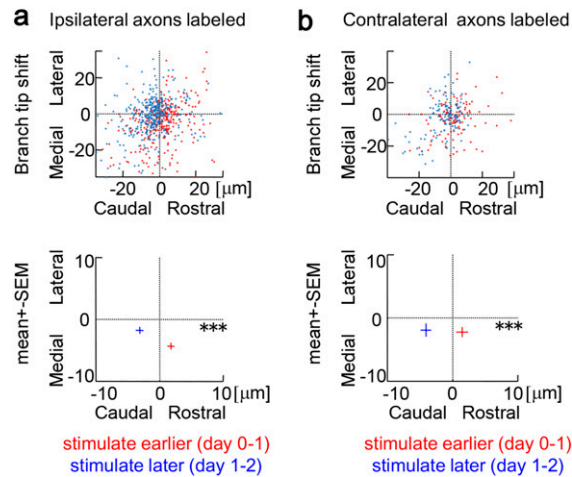 a Ipsilateral axons labeled
Branch tip shift
Medial Lateral
20
0
-20
-20 0 20 [μm]
Caudal Rostral
mean+-SEM
Medial Lateral
10
0
-10
***
-10 0 10 [μm]
Caudal Rostral
stimulate earlier (day 0-1)
stimulate later (day 1-2)
b Contralateral axons labeled
Branch tip shift
Medial Lateral
20
0
-20
-20 0 20 [μm]
Caudal Rostral
mean+-SEM
Medial Lateral
10
0
-10
***
-10 0 10 [μm]
Caudal Rostral
stimulate earlier (day 0-1)
stimulate later (day 1-2)